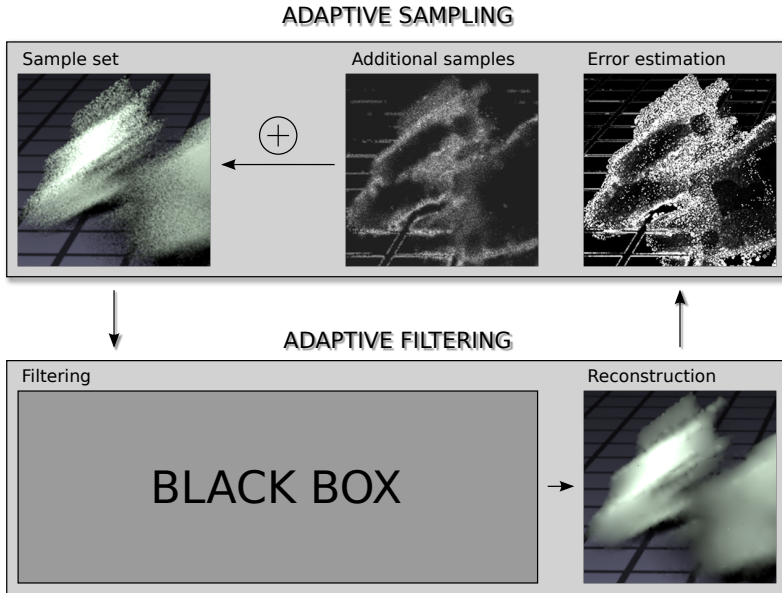 ADAPTIVE SAMPLING
Sample set
Additional samples
Error estimation
ADAPTIVE FILTERING
Filtering
Reconstruction
BLACK BOX